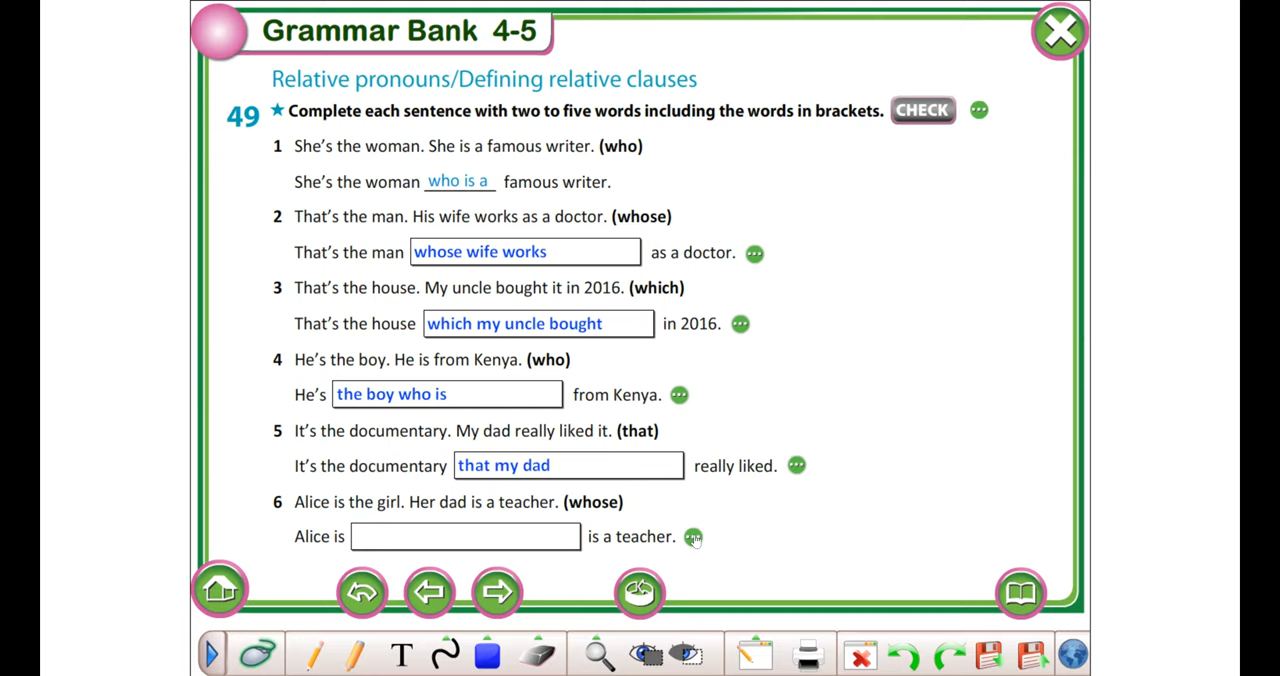 Grammar Bank 4-5
Relative pronouns/Defining relative clauses
49 ★ Complete each sentence with two to five words including the words in brackets. CHECK
1 She's the woman. She is a famous writer. (who)
She's the woman who is a famous writer.
2 That's the man. His wife works as a doctor. (whose)
That's the man whose wife works as a doctor.
3 That's the house. My uncle bought it in 2016. (which)
That's the house which my uncle bought in 2016.
4 He's the boy. He is from Kenya. (who)
He's the boy who is from Kenya.
5 It's the documentary. My dad really liked it. (that)
It's the documentary that my dad really liked.
6 Alice is the girl. Her dad is a teacher. (whose)
Alice is is a teacher.
T